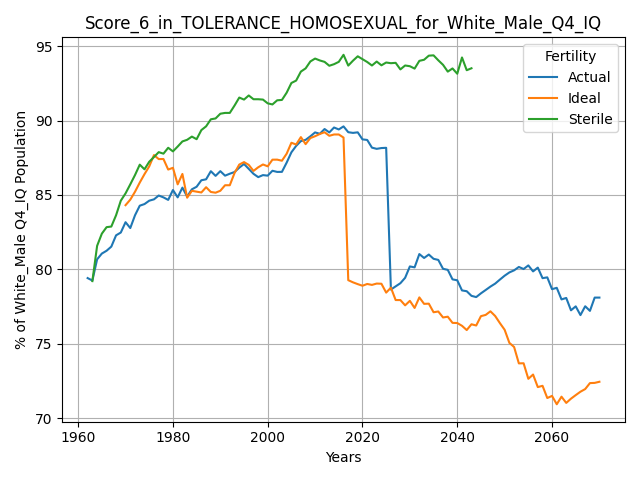 Score_6_in_TOLERANCE_HOMOSEXUAL_for_White_Male_Q4_IQ
% of White_Male Q4_IQ Population
95
90
85
80
75
70
1960
1980
2000
2020
2040
2060
Years
Fertility
Actual
Ideal
Sterile